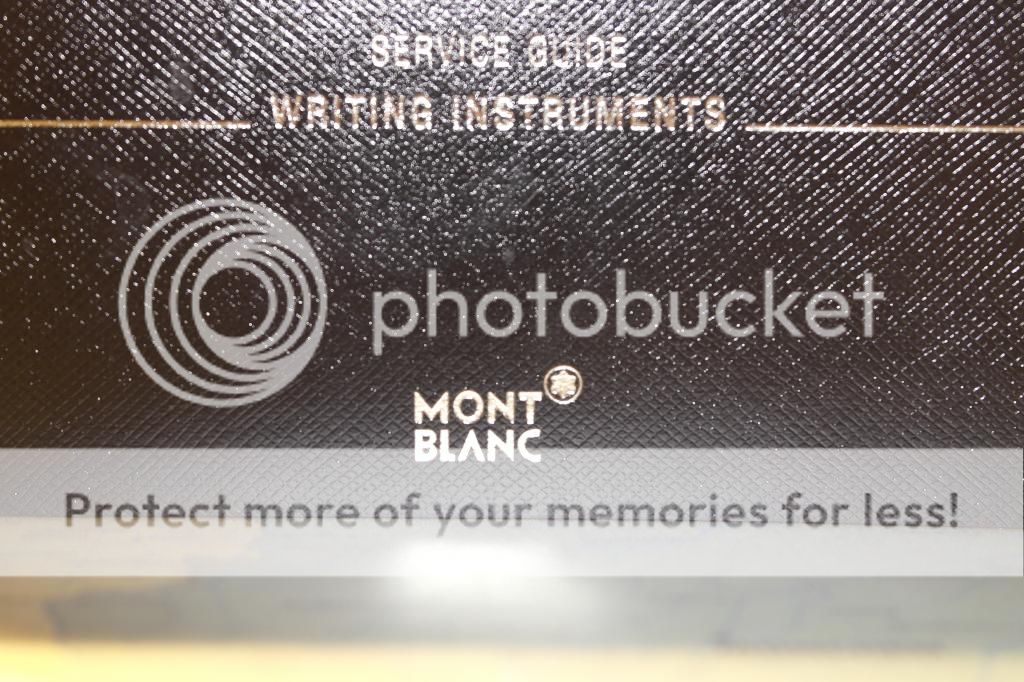 SERVICE GUIDE
WRITING INSTRUMENTS
photobucket
MONT
BLANC
Protect more of your memories for less!